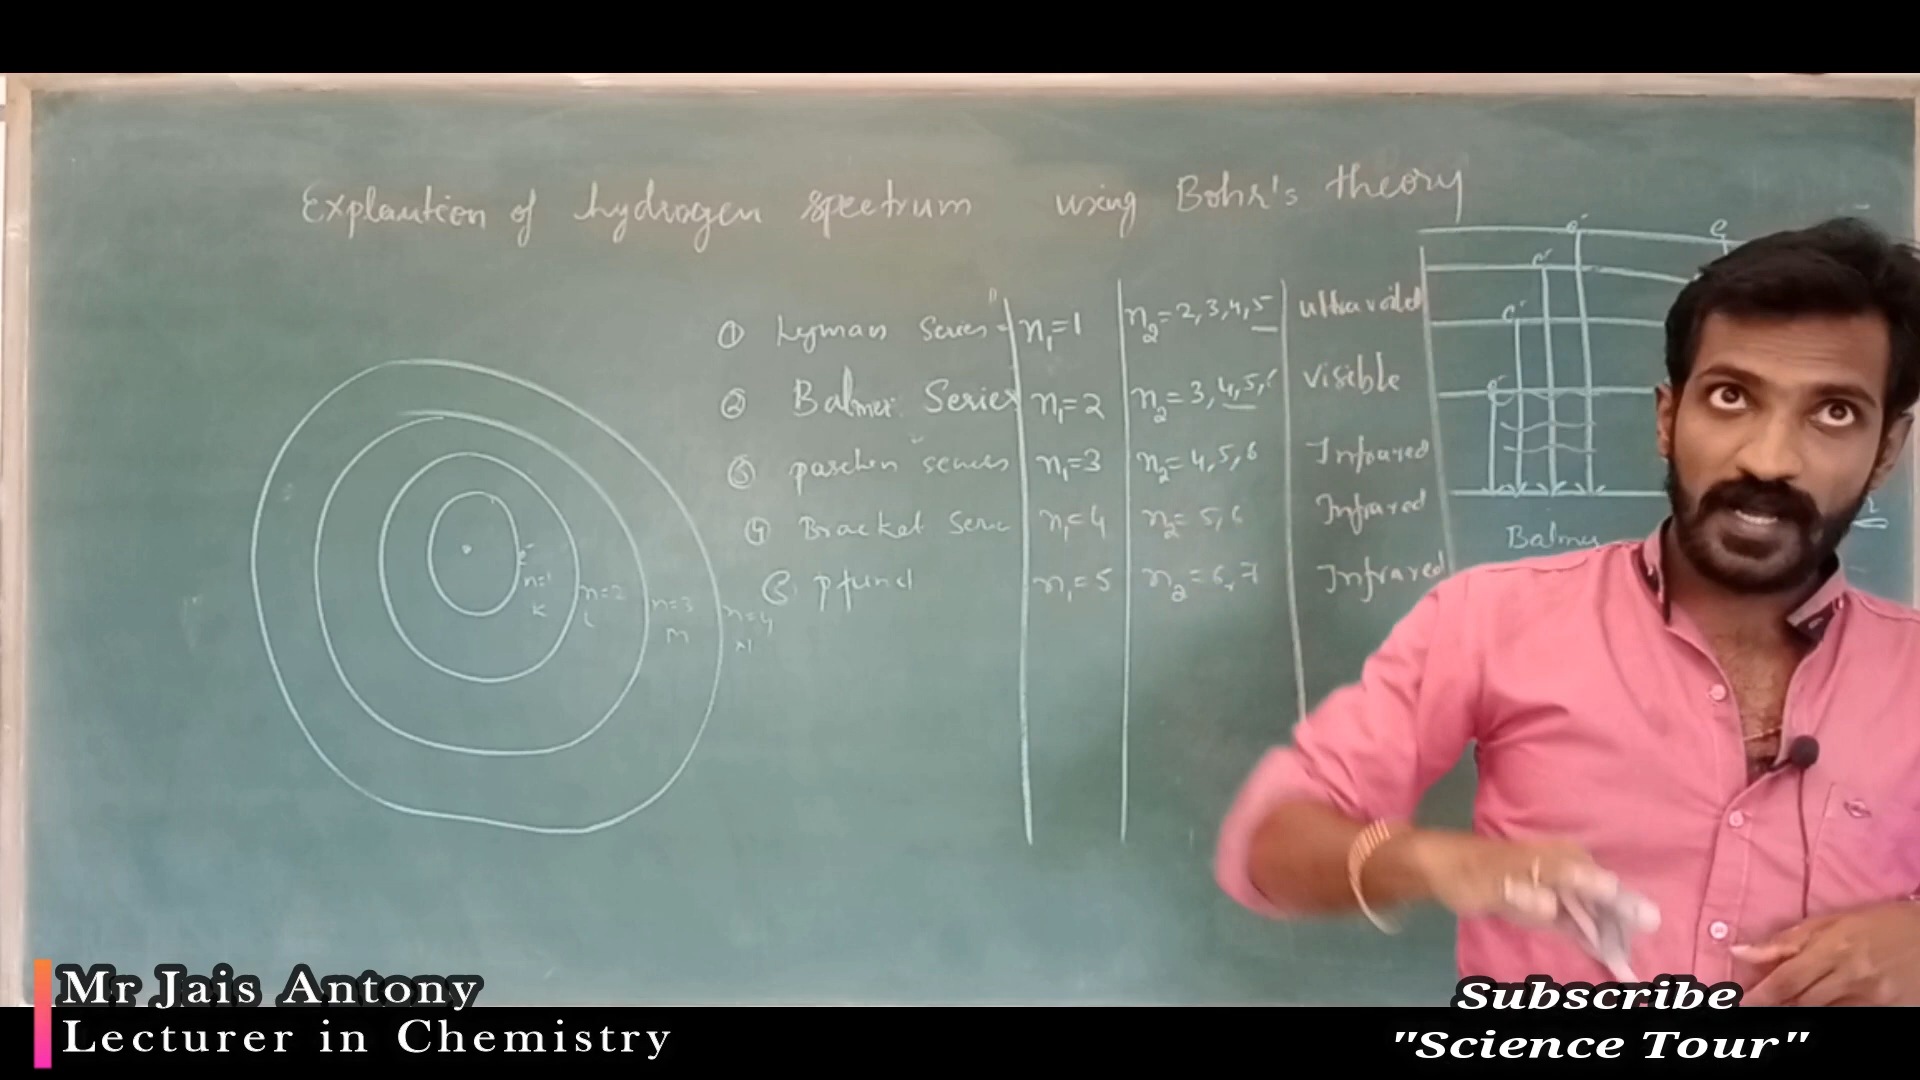 Explaution of hydrogen spectrum using Bohr's theory
① Lyman Series n₁=1 n₂=2,3,4,5 ultravoilet
② Balmer Series n₁=2 n₂=3,4,5,6 visible
③ paschen series n₁=3 n₂=4,5,6 Infrared
④ Bracket Serie n₁=4 n₂=5,6 Infrared
⑤ pfund n₁=5 n₂=6,7 Infrared
e⁻
n=1 n=2 n=3 n=4
K L M N
e⁻ e
e⁻
e⁻
e⁻
Balmer
Mr Jais Antony
Lecturer in Chemistry
Subscribe
"Science Tour"